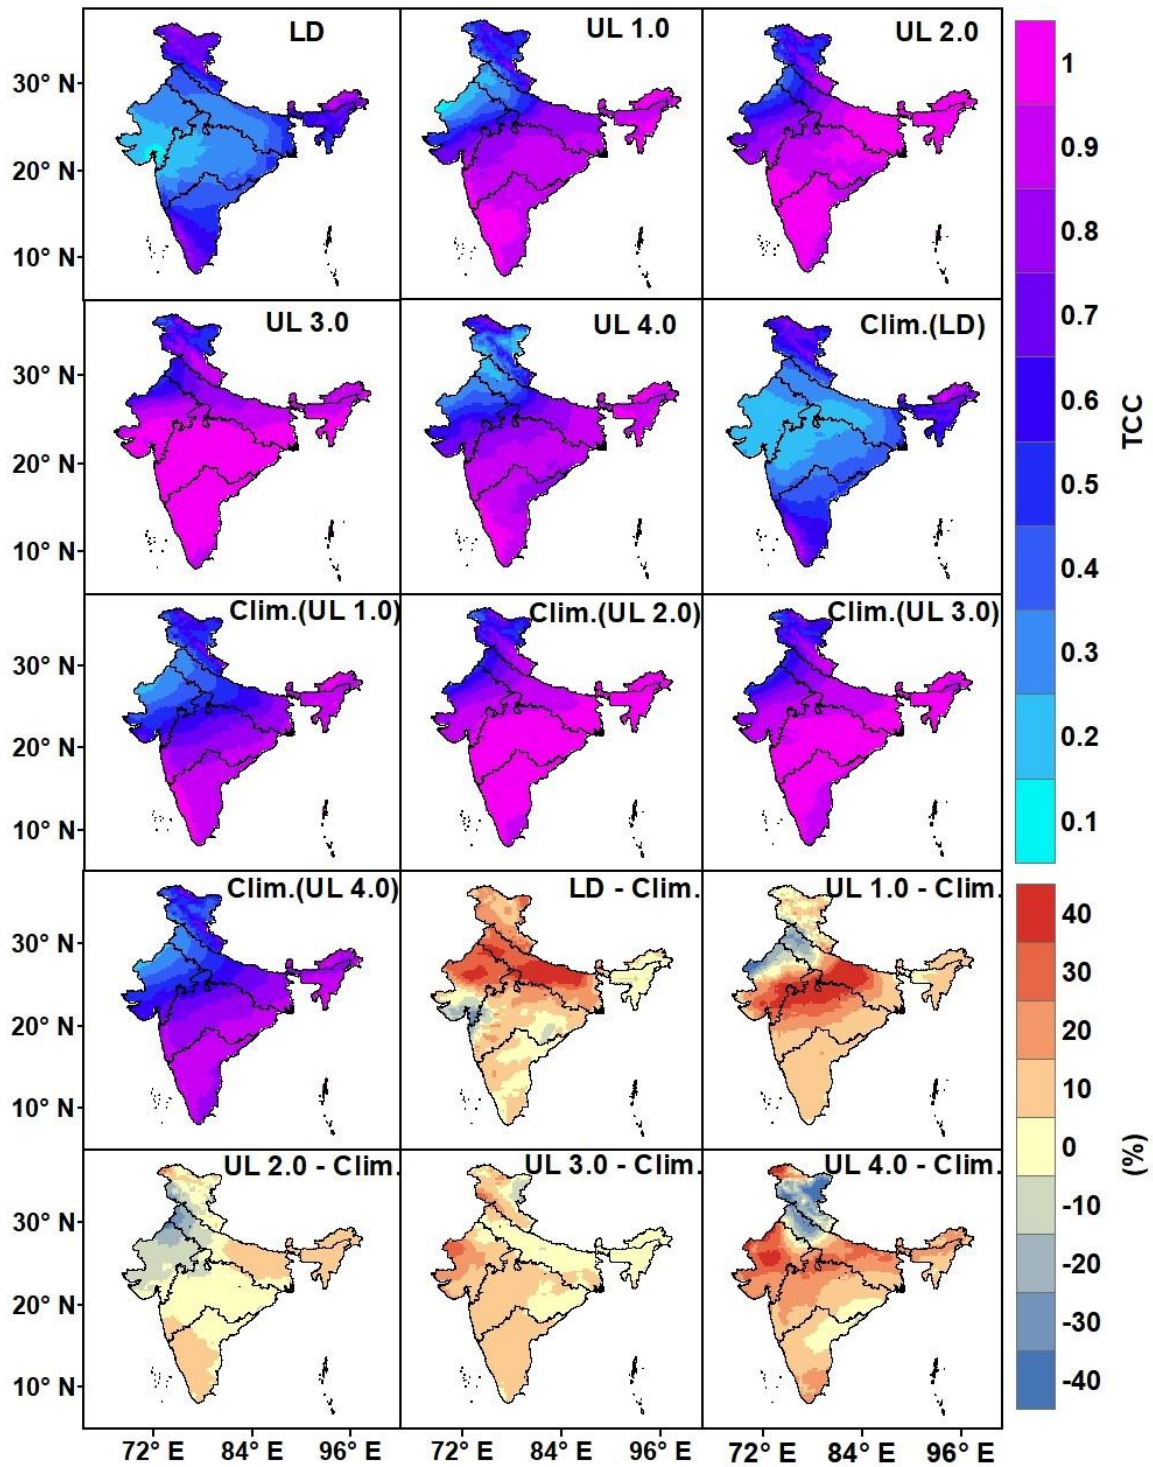 LD
UL 1.0
UL 2.0
30° N
20° N
10° N
UL 3.0
UL 4.0
Clim.(LD)
30° N
20° N
10° N
Clim.(UL 1.0)
Clim.(UL 2.0)
Clim.(UL 3.0)
30° N
20° N
10° N
Clim.(UL 4.0)
LD - Clim.
UL 1.0 - Clim.
30° N
20° N
10° N
UL 2.0 - Clim.
UL 3.0 - Clim.
UL 4.0 - Clim.
30° N
20° N
10° N
72° E 84° E 96° E
72° E 84° E 96° E
72° E 84° E 96° E
1
0.9
0.8
0.7
0.6
0.5
0.4
0.3
0.2
0.1
TCC
40
30
20
10
0
-10
-20
-30
-40
(%)